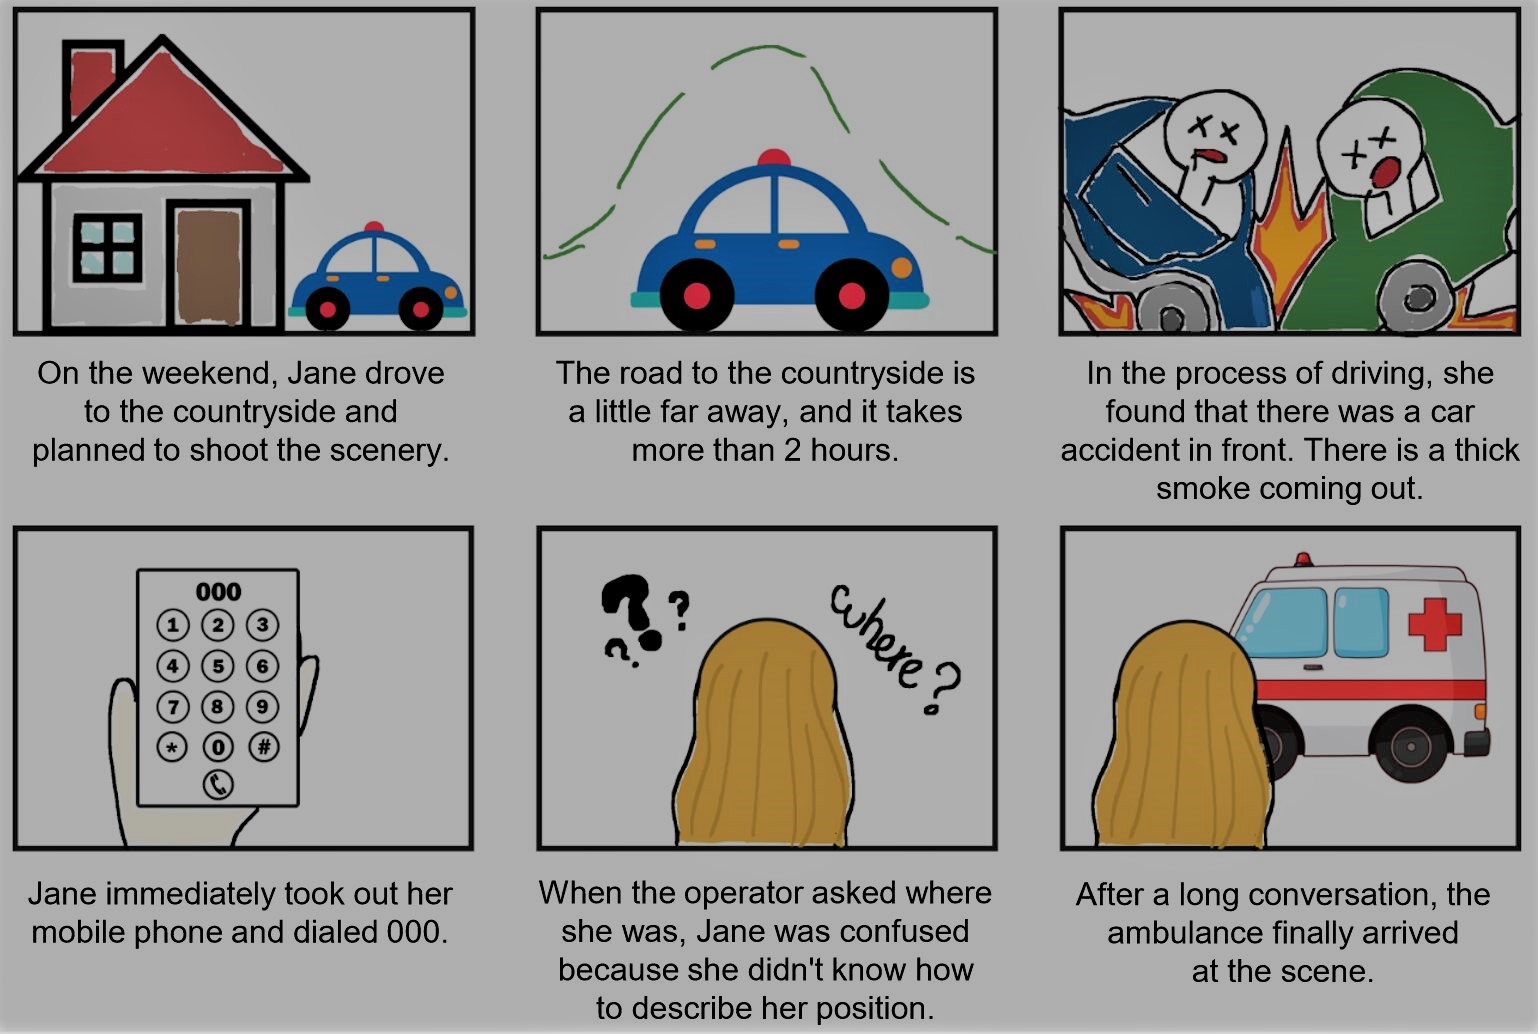 On the weekend, Jane drove
to the countryside and
planned to shoot the scenery.
The road to the countryside is
a little far away, and it takes
more than 2 hours.
In the process of driving, she
found that there was a car
accident in front. There is a thick
smoke coming out.
000
1 2 3
4 5 6
7 8 9
* 0 #
Jane immediately took out her
mobile phone and dialed 000.
? ? ?
where?
When the operator asked where
she was, Jane was confused
because she didn't know how
to describe her position.
After a long conversation, the
ambulance finally arrived
at the scene.